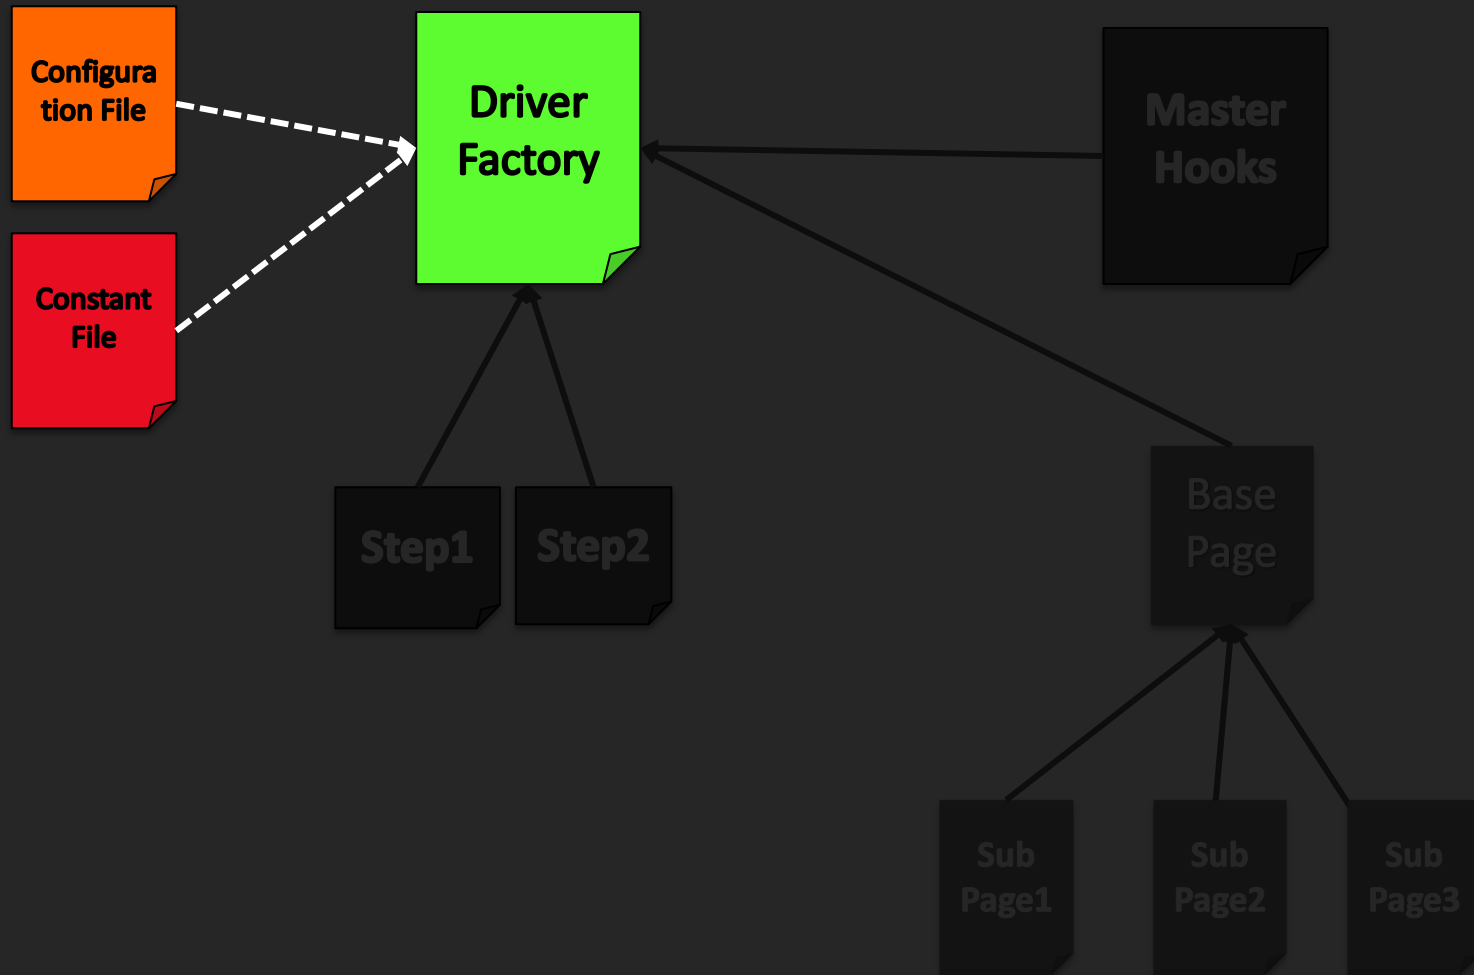 Configura
tion File
Driver
Factory
Master
Hooks
Constant
File
Step1
Step2
Base
Page
Sub
Page1
Sub
Page2
Sub
Page3